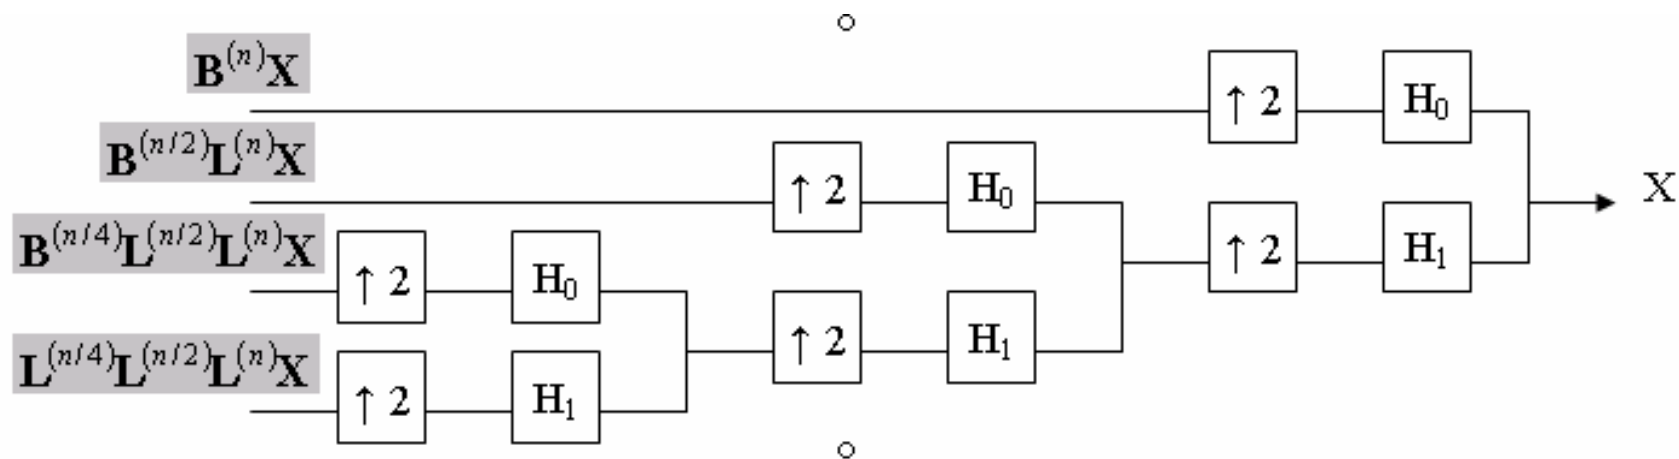 B^(n)X
↑ 2 H₀
B^(n/2)L^(n)X
↑ 2 H₀ X
B^(n/4)L^(n/2)L^(n)X
↑ 2 H₁
↑ 2 H₀
↑ 2 H₁
L^(n/4)L^(n/2)L^(n)X
↑ 2 H₁